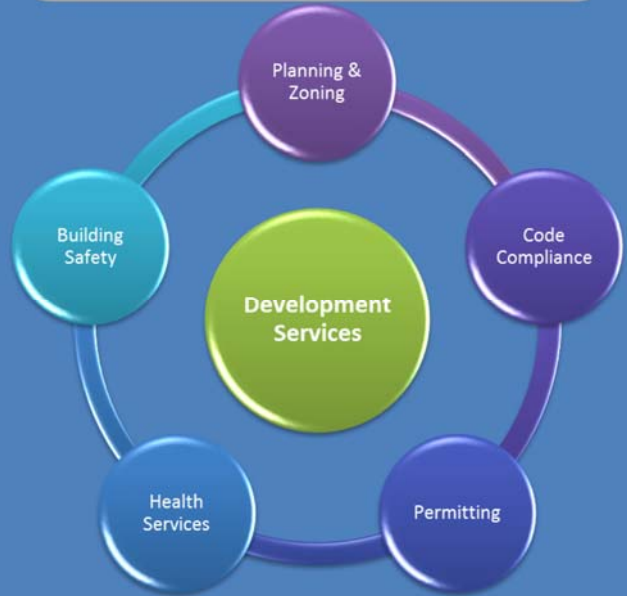 Planning &
Zoning
Code
Compliance
Permitting
Health
Services
Building
Safety
Development
Services